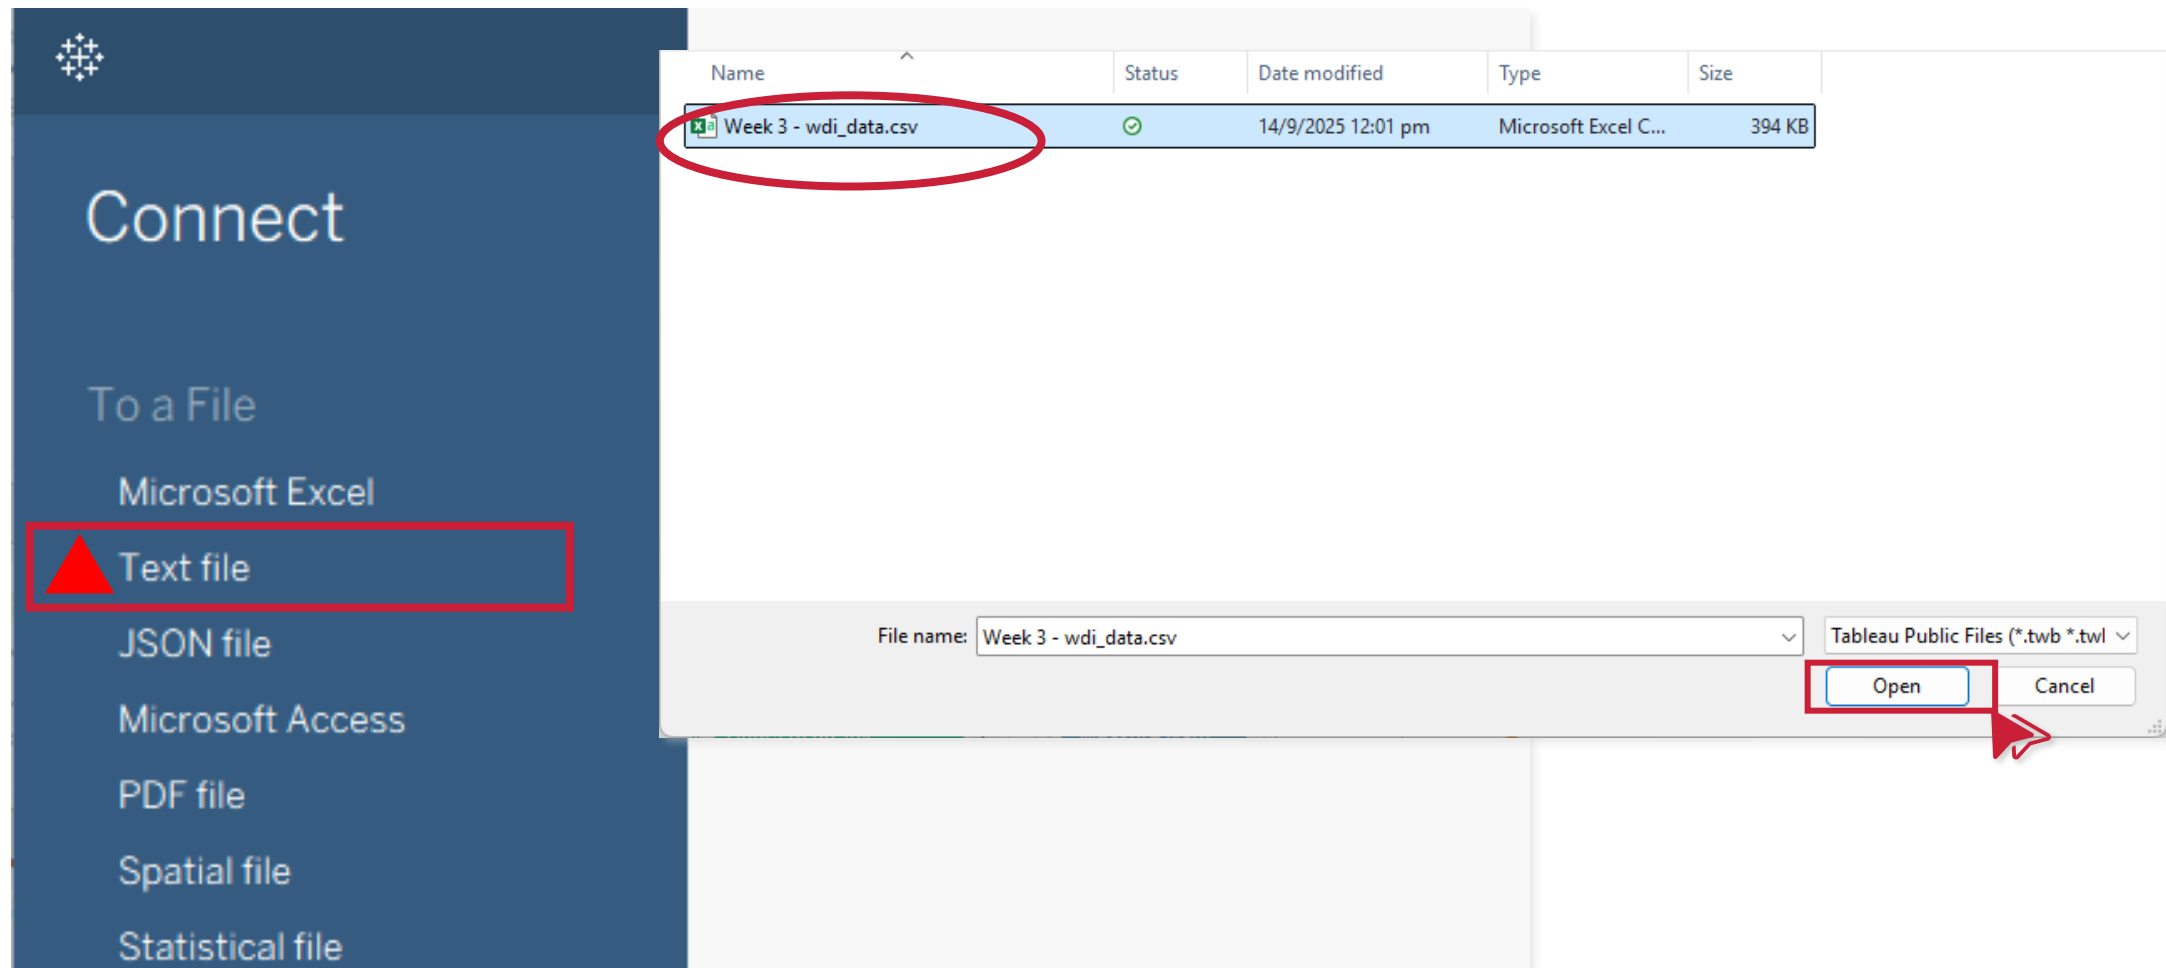 Connect
To a File
Microsoft Excel
Text file
JSON file
Microsoft Access
PDF file
Spatial file
Statistical file
Name Status Date modified Type Size
Week 3 - wdi_data.csv 14/9/2025 12:01 pm Microsoft Excel C... 394 KB
File name: Week 3 - wdi_data.csv Tableau Public Files (*.twb *.twl
Open Cancel